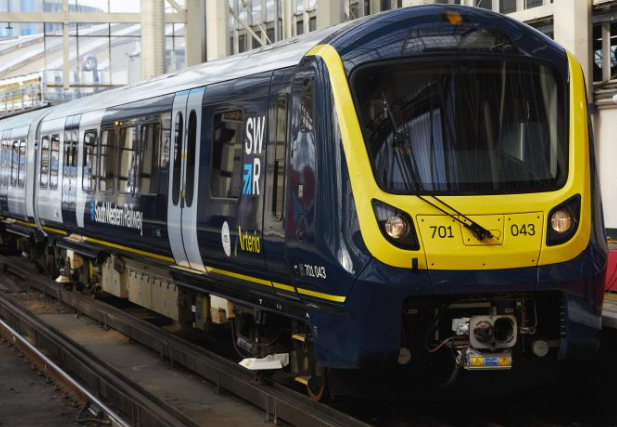 SW
R
South Western Railway
Arterio
701 043
701 043